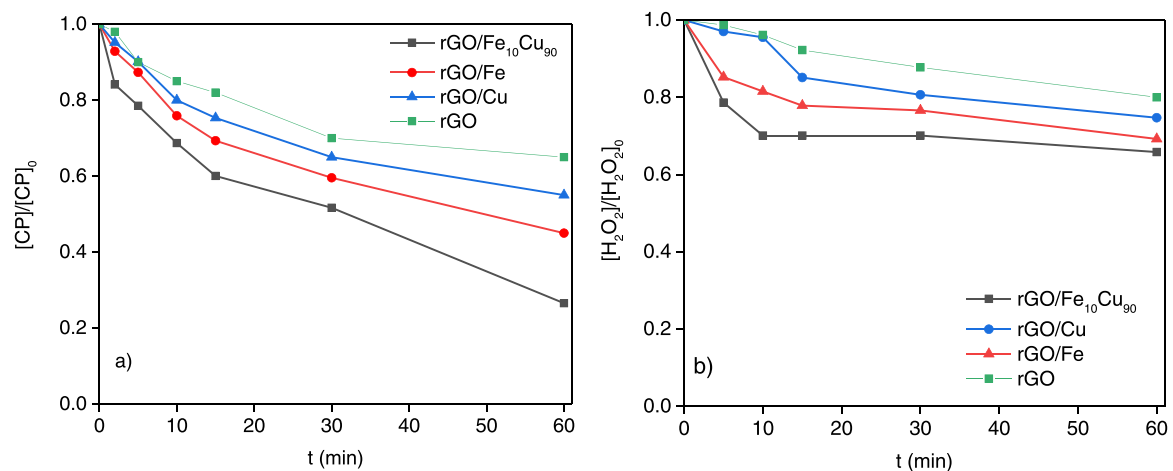 1.0
0.8
0.6
0.4
0.2
0.0
[CP]/[CP]₀
rGO/Fe₁₀Cu₉₀
rGO/Fe
rGO/Cu
rGO
a)
0 10 20 30 40 50 60
t (min)
1.0
0.8
0.6
0.4
0.2
0.0
[H₂O₂]/[H₂O₂]₀
rGO/Fe₁₀Cu₉₀
rGO/Cu
rGO/Fe
rGO
b)
0 10 20 30 40 50 60
t (min)